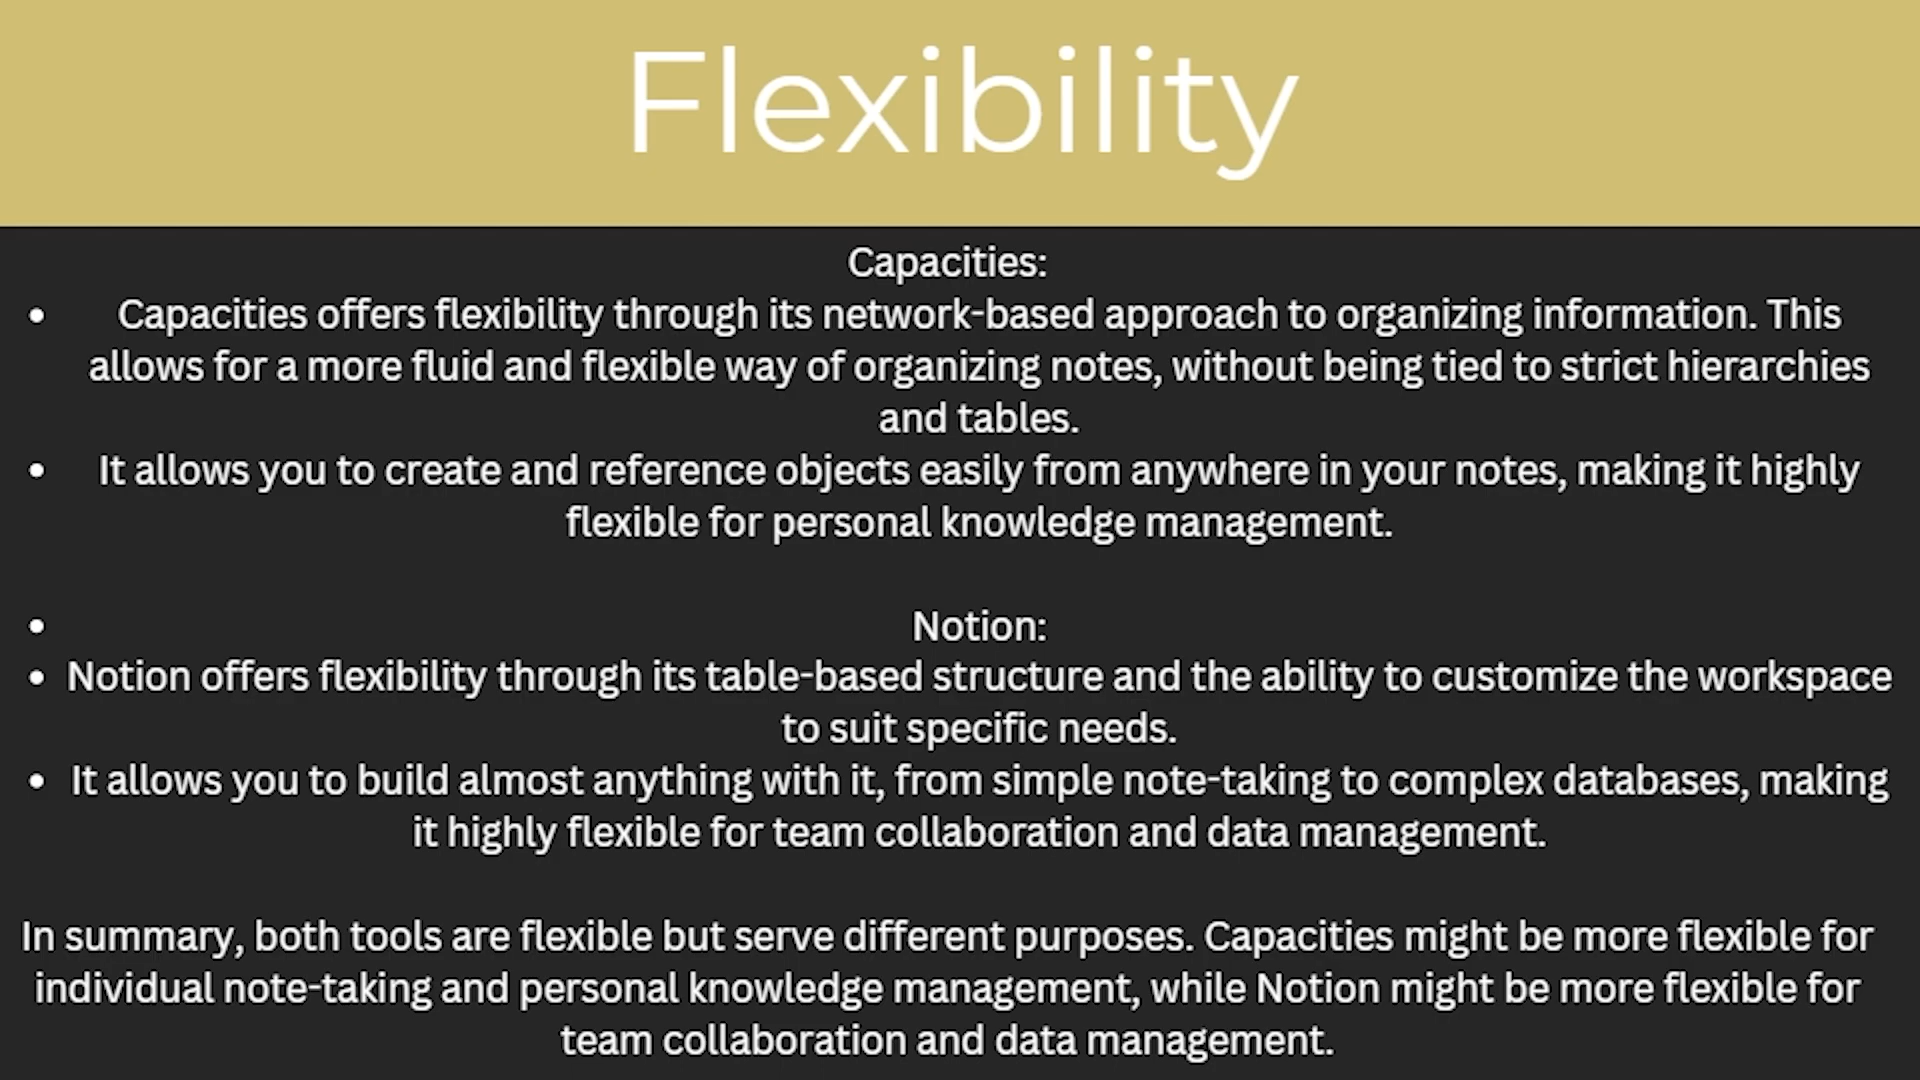 Flexibility
Capacities:
• Capacities offers flexibility through its network-based approach to organizing information. This
allows for a more fluid and flexible way of organizing notes, without being tied to strict hierarchies
and tables.
• It allows you to create and reference objects easily from anywhere in your notes, making it highly
flexible for personal knowledge management.
• Notion:
• Notion offers flexibility through its table-based structure and the ability to customize the workspace
to suit specific needs.
• It allows you to build almost anything with it, from simple note-taking to complex databases, making
it highly flexible for team collaboration and data management.
In summary, both tools are flexible but serve different purposes. Capacities might be more flexible for
individual note-taking and personal knowledge management, while Notion might be more flexible for
team collaboration and data management.